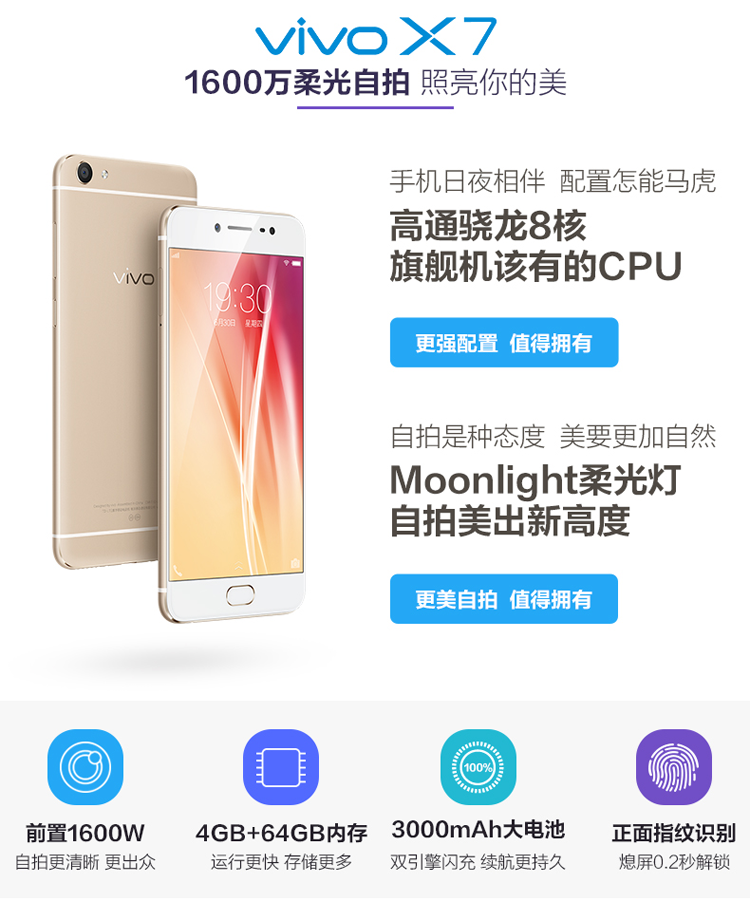 vivo X7
1600万柔光自拍 照亮你的美
手机日夜相伴 配置怎能马虎
高通骁龙8核
旗舰机该有的CPU
vivo
19:30
6月30日 星期四
更强配置 值得拥有
自拍是种态度 美要更加自然
Moonlight柔光灯
自拍美出新高度
更美自拍 值得拥有
100%
前置1600W
自拍更清晰 更出众
4GB+64GB内存
运行更快 存储更多
3000mAh大电池
双引擎闪充 续航更持久
正面指纹识别
熄屏0.2秒解锁